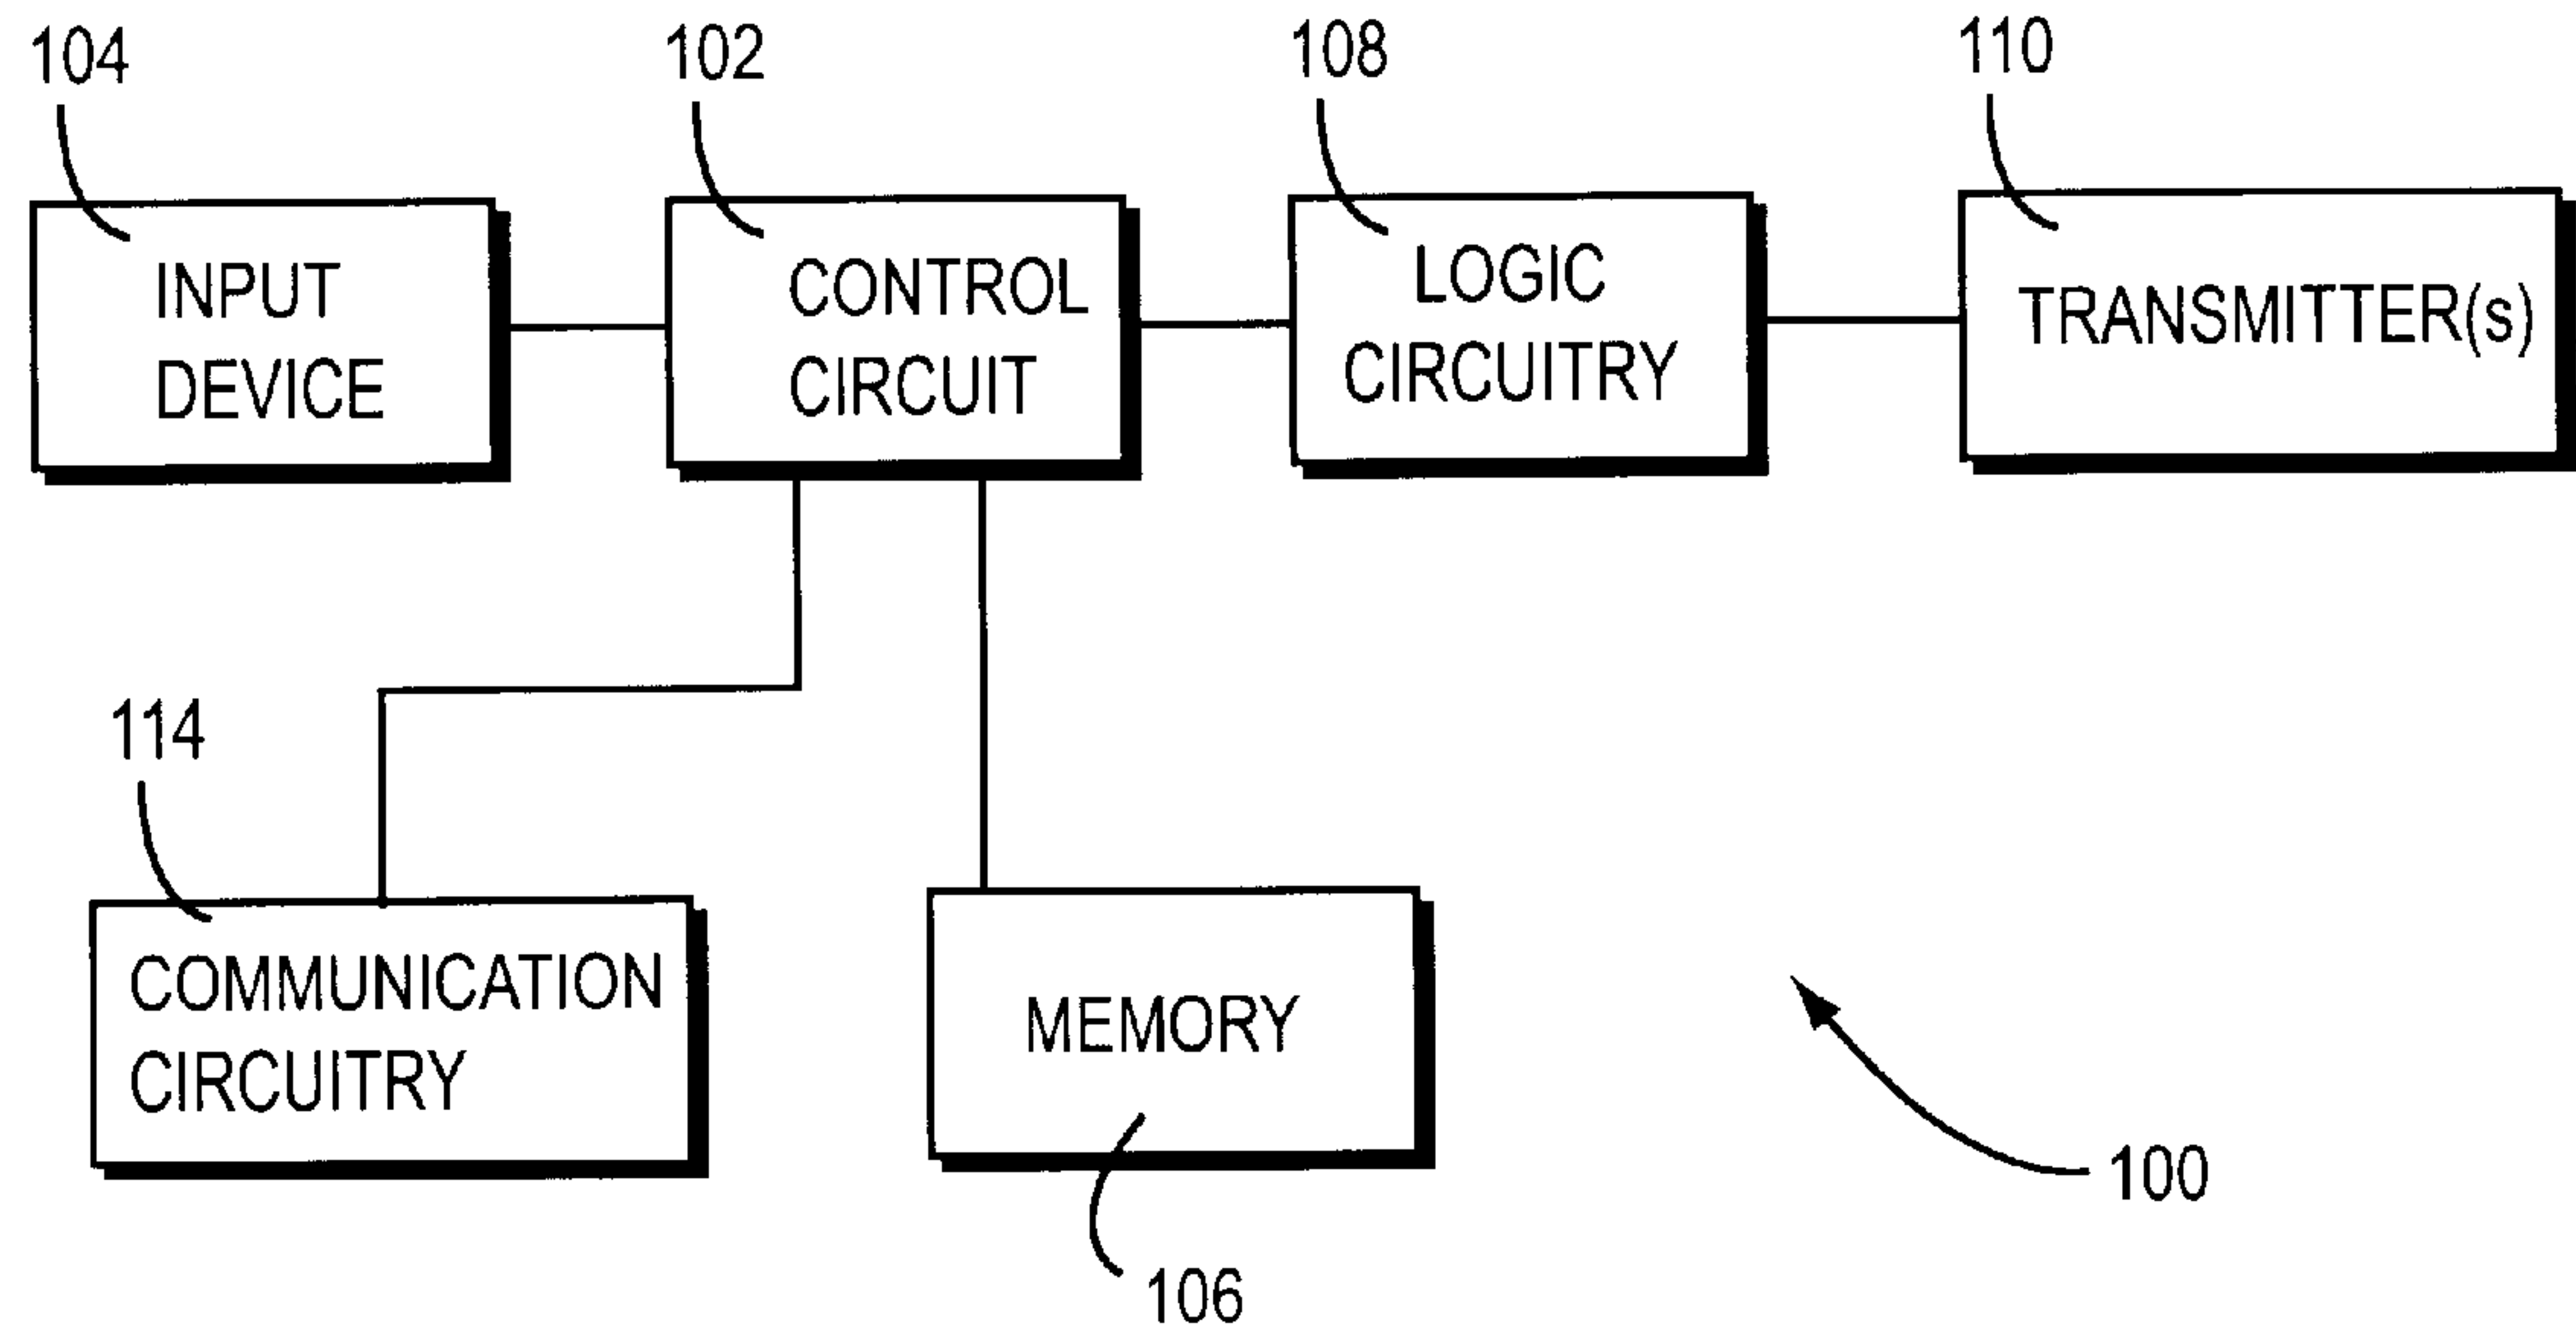 104
102
108
110
INPUT
DEVICE
CONTROL
CIRCUIT
LOGIC
CIRCUITRY
TRANSMITTER(s)
114
COMMUNICATION
CIRCUITRY
MEMORY
100
106